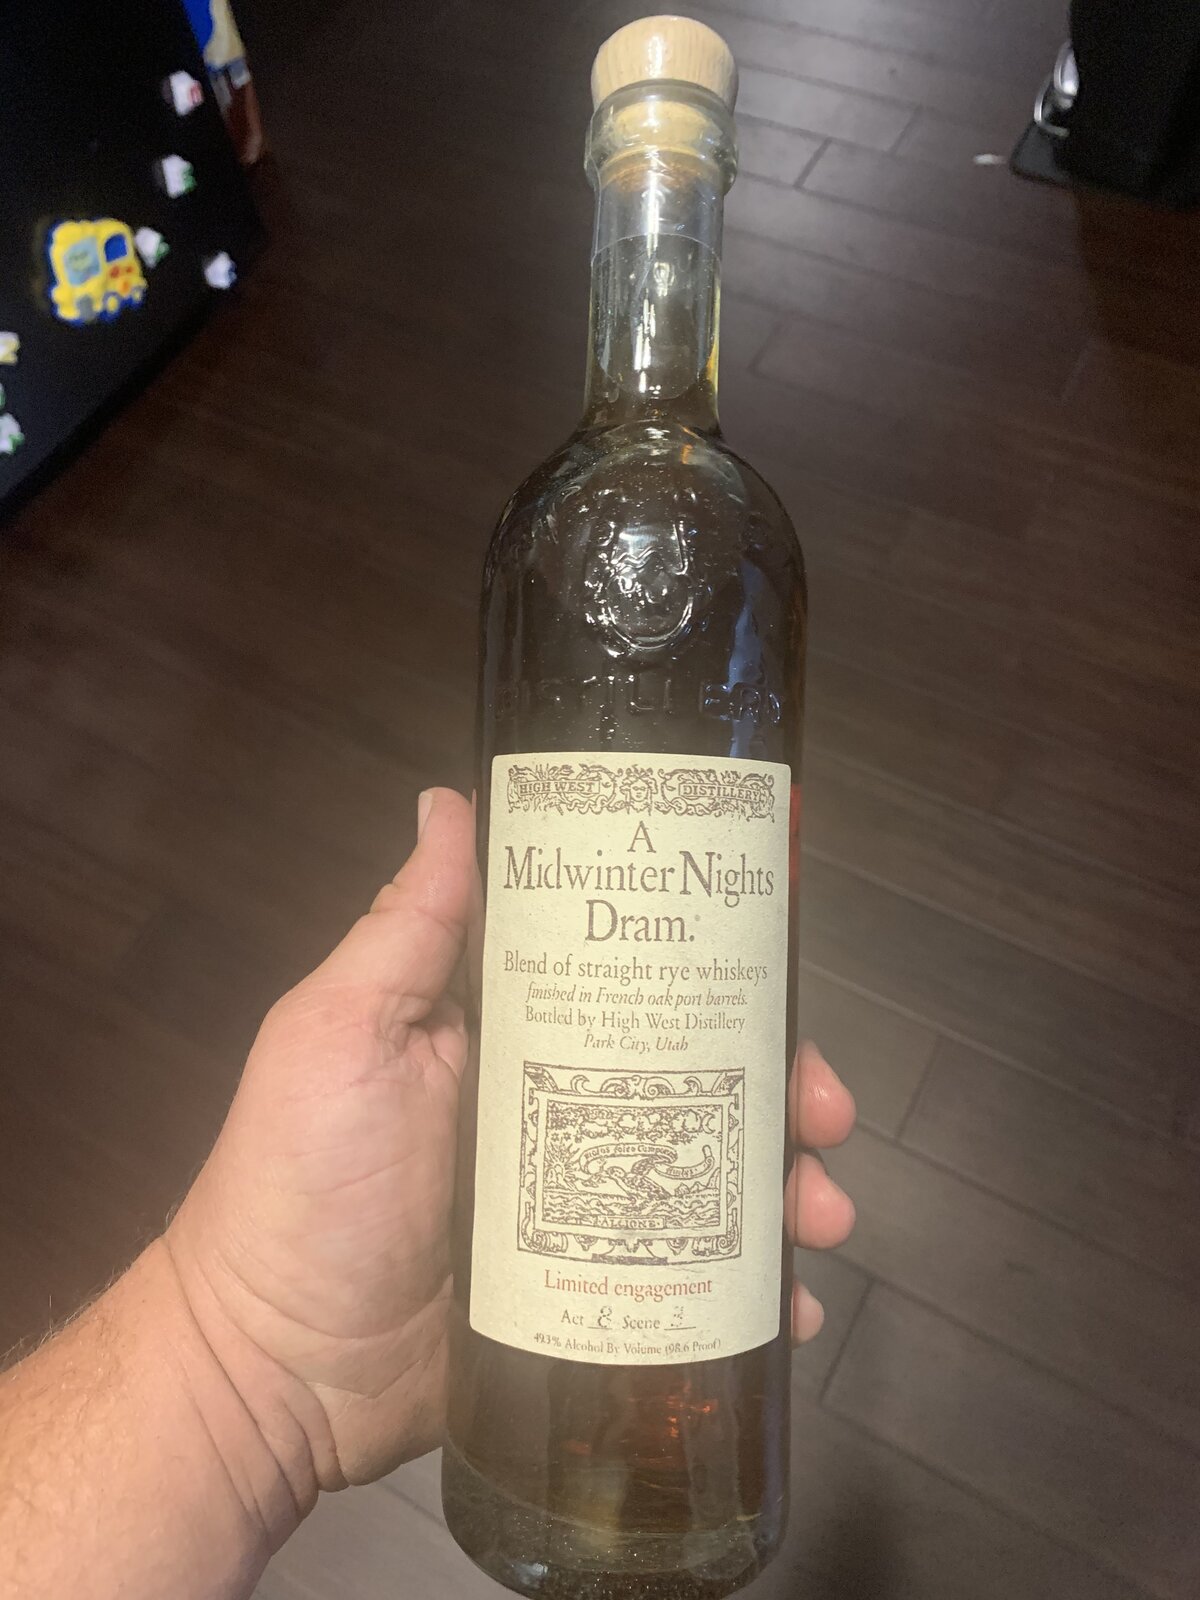 DISTILLERY
HIGH WEST DISTILLERY
A
Midwinter Nights
Dram.
Blend of straight rye whiskeys
finished in French oak port barrels.
Bottled by High West Distillery
Park City, Utah
ALCIONE
Limited engagement
Act 8 Scene 3
49.3% Alcohol By Volume (98.6 Proof)